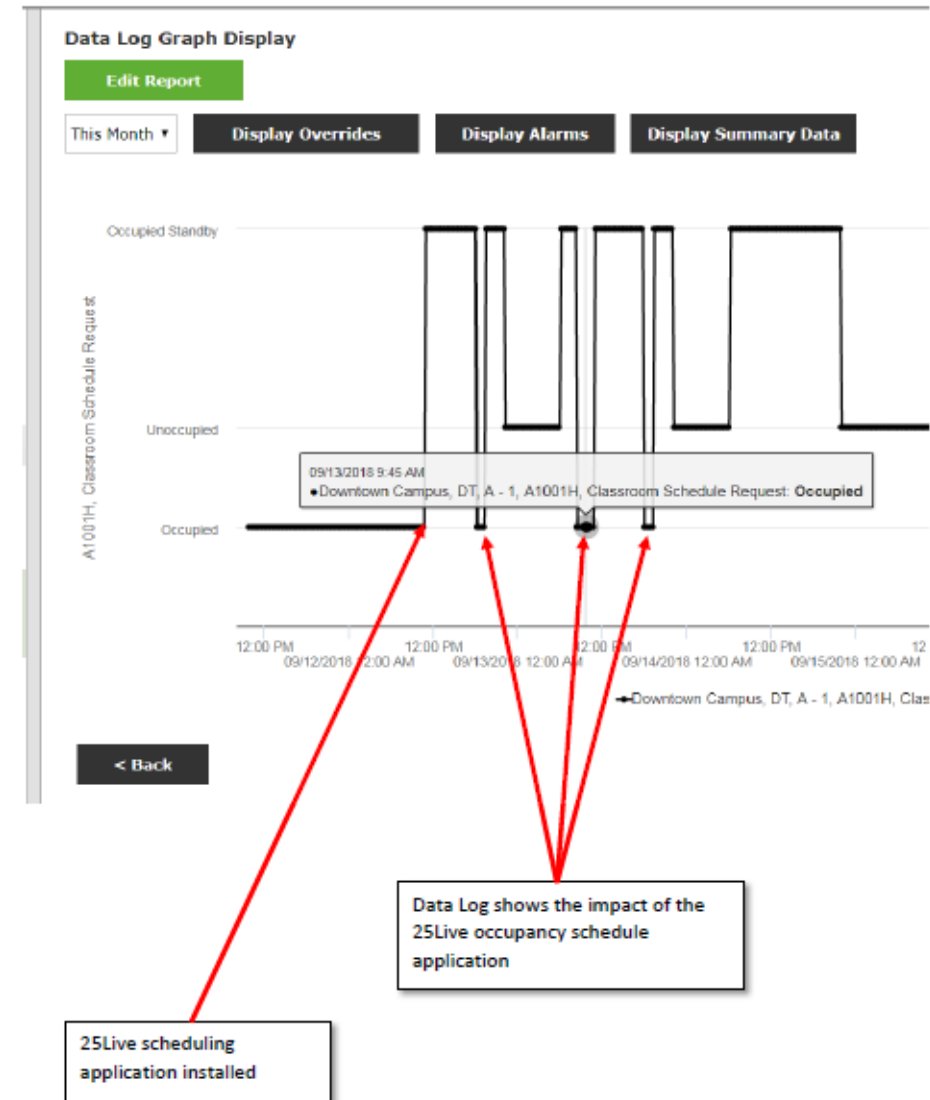 Data Log Graph Display
Edit Report
This Month
Display Overrides
Display Alarms
Display Summary Data
Occupied Standby
A1001H, Classroom Schedule Request
Unoccupied
09/13/2018 9:45 AM
Downtown Campus, DT, A - 1, A1001H, Classroom Schedule Request: Occupied
Occupied
12:00 PM
12:00 PM
12:00 PM
12:00 PM
12
09/12/2018 12:00 AM
09/13/2018 12:00 AM
09/14/2018 12:00 AM
09/15/2018 12:00 AM
Downtown Campus, DT, A - 1, A1001H, Clas
< Back
Data Log shows the impact of the
25Live occupancy schedule
application
25Live scheduling
application installed